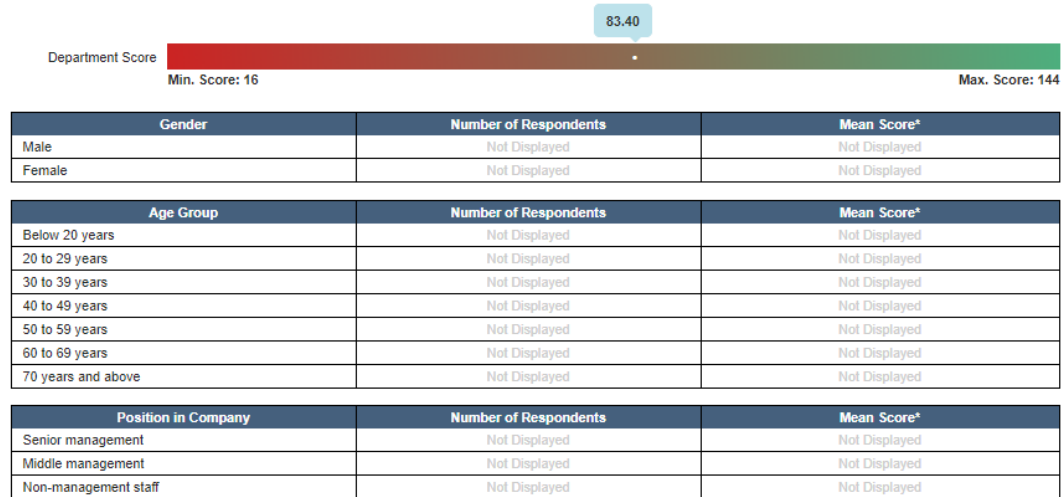 83.40
Department Score
Min. Score: 16 Max. Score: 144
Gender Number of Respondents Mean Score*
Male Not Displayed Not Displayed
Female Not Displayed Not Displayed
Age Group Number of Respondents Mean Score*
Below 20 years Not Displayed Not Displayed
20 to 29 years Not Displayed Not Displayed
30 to 39 years Not Displayed Not Displayed
40 to 49 years Not Displayed Not Displayed
50 to 59 years Not Displayed Not Displayed
60 to 69 years Not Displayed Not Displayed
70 years and above Not Displayed Not Displayed
Position in Company Number of Respondents Mean Score*
Senior management Not Displayed Not Displayed
Middle management Not Displayed Not Displayed
Non-management staff Not Displayed Not Displayed